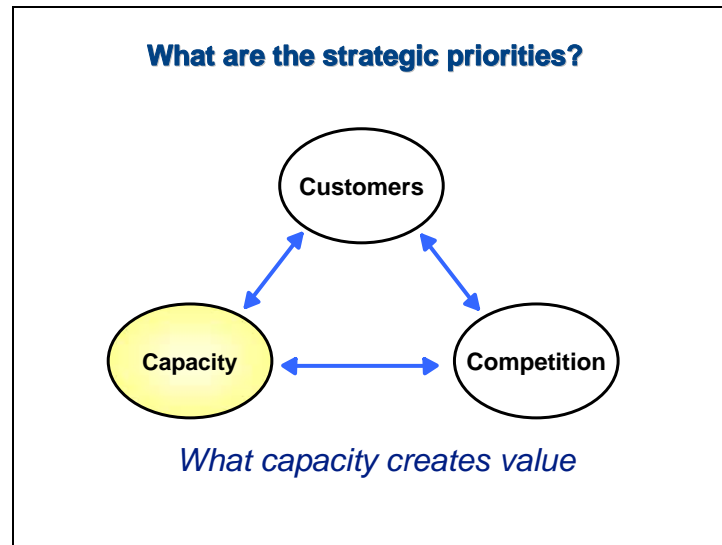 What are the strategic priorities?
Customers
Capacity
Competition
What capacity creates value